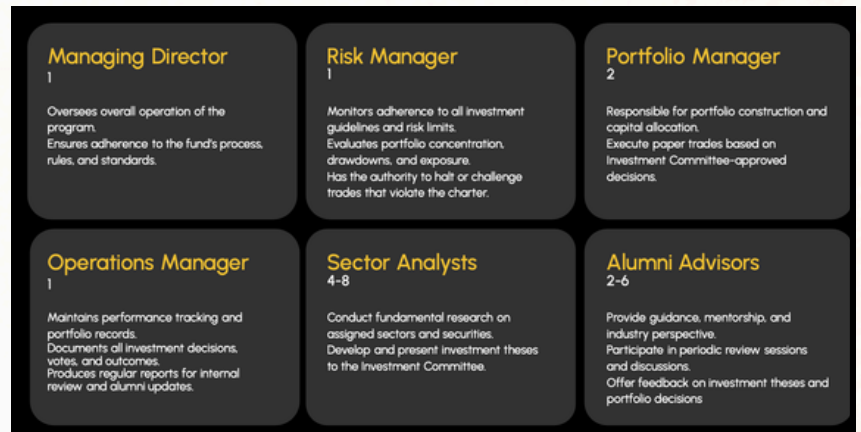 Managing Director
1
Oversees overall operation of the
program.
Ensures adherence to the fund's process,
rules, and standards.
Risk Manager
1
Monitors adherence to all investment
guidelines and risk limits.
Evaluates portfolio concentration,
drawdowns, and exposure.
Has the authority to halt or challenge
trades that violate the charter.
Portfolio Manager
2
Responsible for portfolio construction and
capital allocation.
Execute paper trades based on
Investment Committee-approved
decisions.
Operations Manager
1
Maintains performance tracking and
portfolio records.
Documents all investment decisions,
votes, and outcomes.
Produces regular reports for internal
review and alumni updates.
Sector Analysts
4-8
Conduct fundamental research on
assigned sectors and securities.
Develop and present investment theses
to the Investment Committee.
Alumni Advisors
2-6
Provide guidance, mentorship, and
industry perspective.
Participate in periodic review sessions
and discussions.
Offer feedback on investment theses and
portfolio decisions